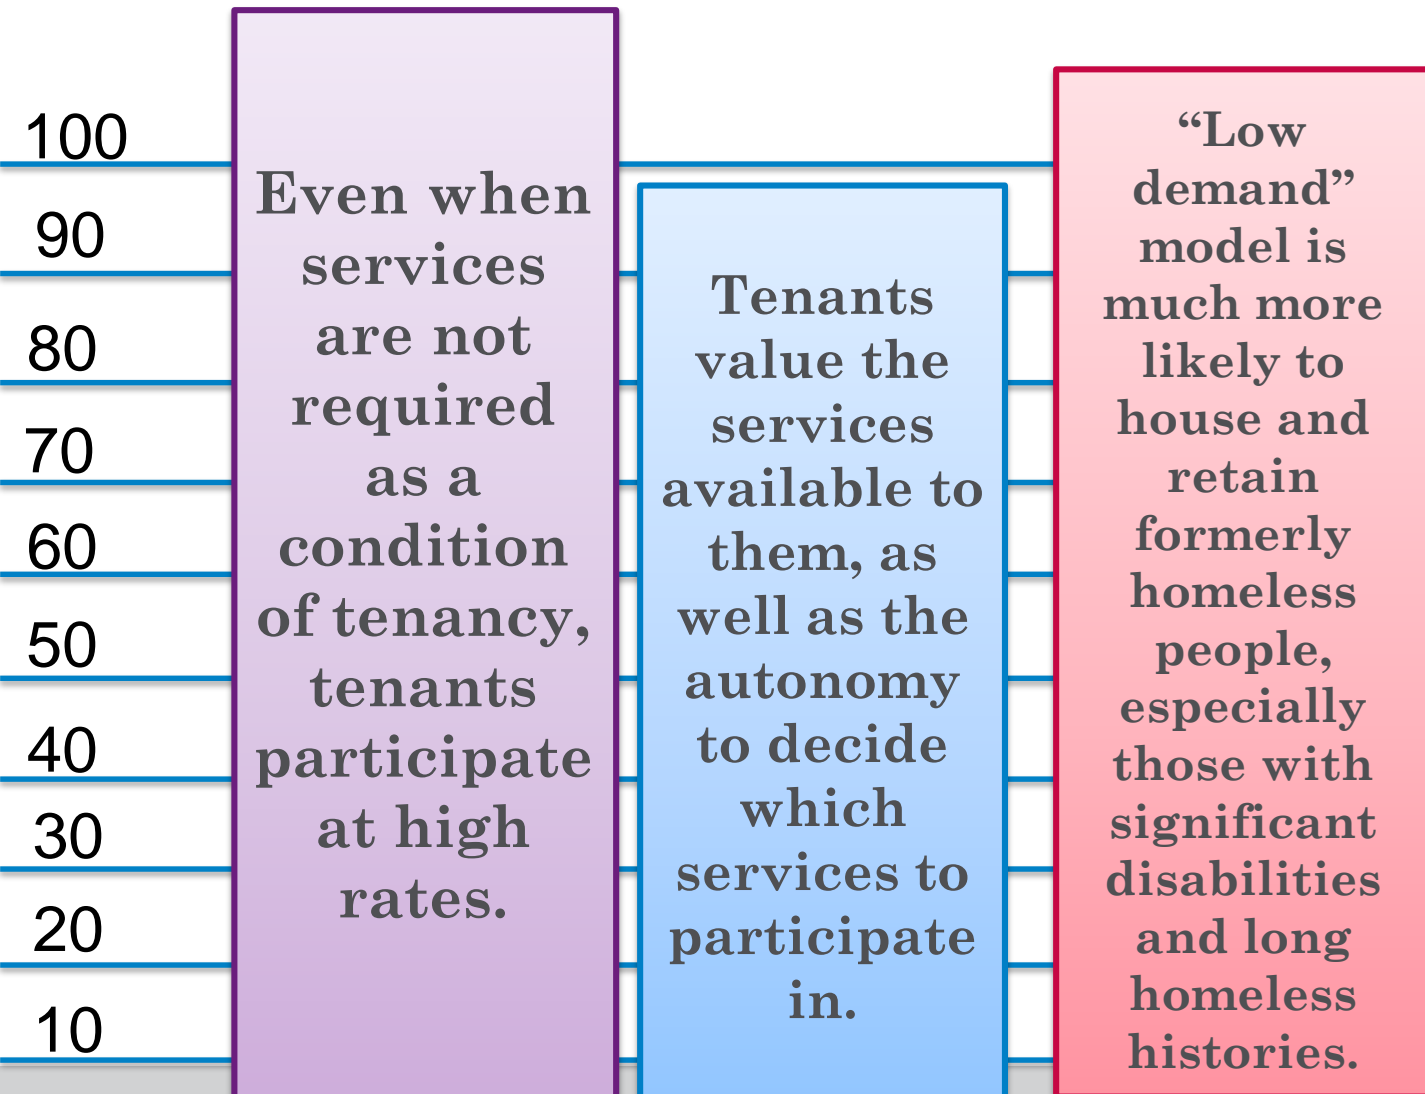 100
90
80
70
60
50
40
30
20
10
Even when
services
are not
required
as a
condition
of tenancy,
tenants
participate
at high
rates.
Tenants
value the
services
available to
them, as
well as the
autonomy
to decide
which
services to
participate
in.
“Low
demand”
model is
much more
likely to
house and
retain
formerly
homeless
people,
especially
those with
significant
disabilities
and long
homeless
histories.